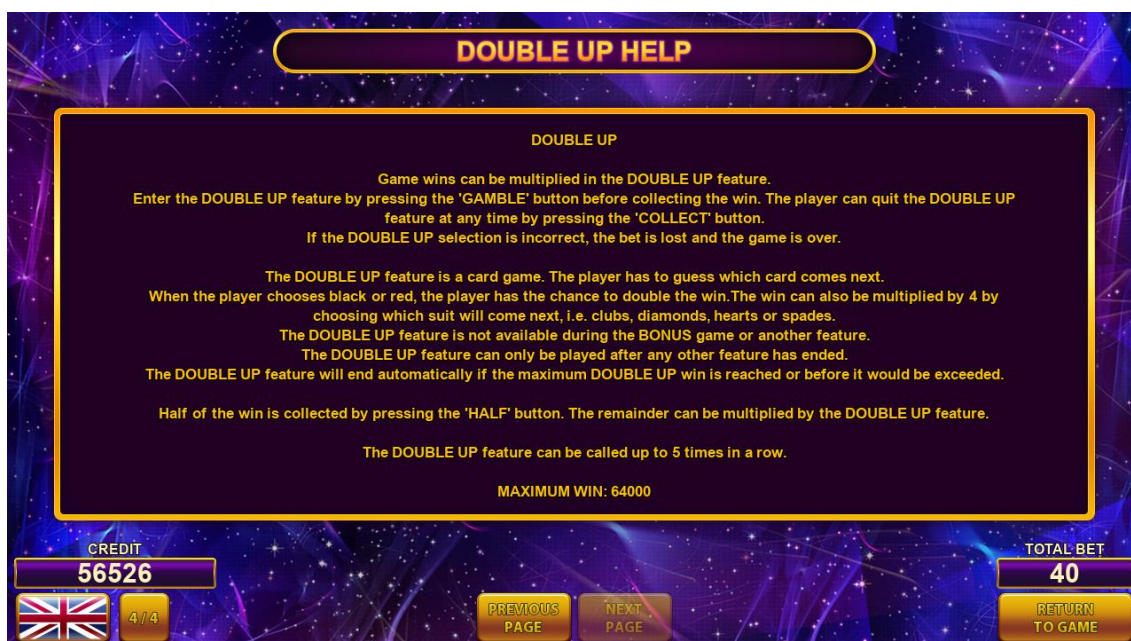 DOUBLE UP HELP
DOUBLE UP
Game wins can be multiplied in the DOUBLE UP feature.
Enter the DOUBLE UP feature by pressing the 'GAMBLE' button before collecting the win. The player can quit the DOUBLE UP
feature at any time by pressing the 'COLLECT' button.
If the DOUBLE UP selection is incorrect, the bet is lost and the game is over.
The DOUBLE UP feature is a card game. The player has to guess which card comes next.
When the player chooses black or red, the player has the chance to double the win.The win can also be multiplied by 4 by
choosing which suit will come next, i.e. clubs, diamonds, hearts or spades.
The DOUBLE UP feature is not available during the BONUS game or another feature.
The DOUBLE UP feature can only be played after any other feature has ended.
The DOUBLE UP feature will end automatically if the maximum DOUBLE UP win is reached or before it would be exceeded.
Half of the win is collected by pressing the 'HALF' button. The remainder can be multiplied by the DOUBLE UP feature.
The DOUBLE UP feature can be called up to 5 times in a row.
MAXIMUM WIN: 64000
CREDIT
56526
4 / 4
PREVIOUS
PAGE
NEXT
PAGE
TOTAL BET
40
RETURN
TO GAME